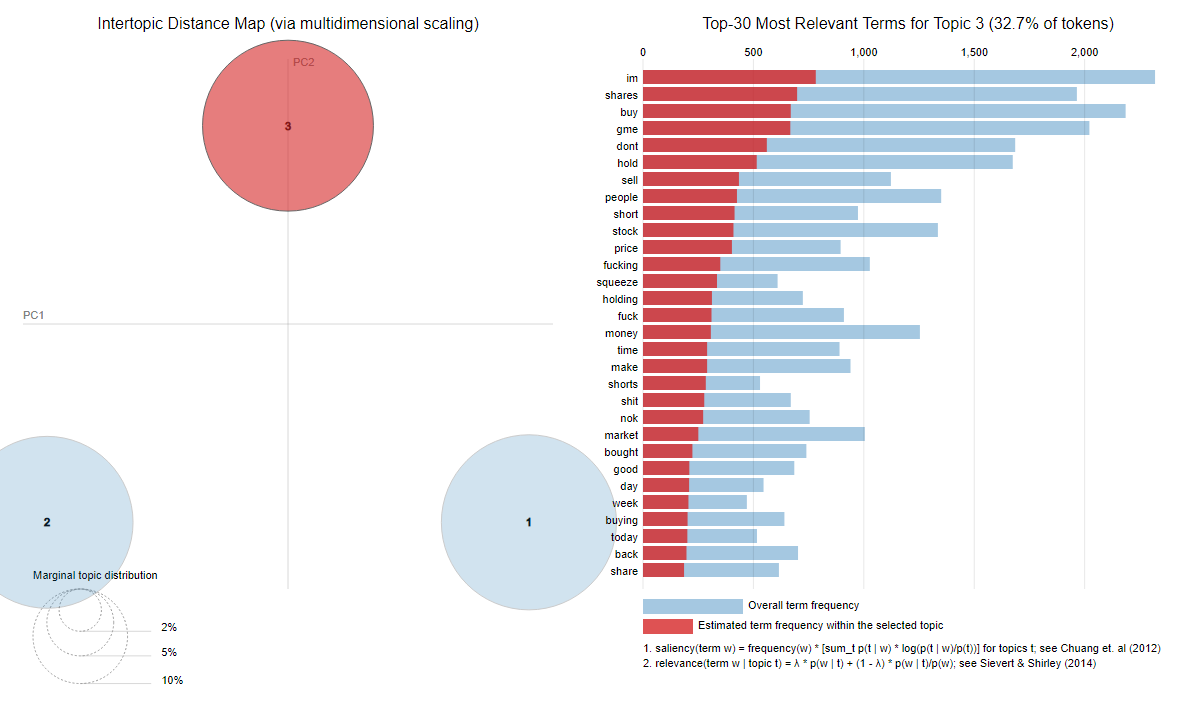 Intertopic Distance Map (via multidimensional scaling)
PC2
3
PC1
2
1
Marginal topic distribution
2%
5%
10%
Top-30 Most Relevant Terms for Topic 3 (32.7% of tokens)
0 500 1,000 1,500 2,000
im
shares
buy
gme
dont
hold
sell
people
short
stock
price
fucking
squeeze
holding
fuck
money
time
make
shorts
shit
nok
market
bought
good
day
week
buying
today
back
share
Overall term frequency
Estimated term frequency within the selected topic
1. saliency(term w) = frequency(w) * [sum_t p(t | w) * log(p(t | w)/p(t))] for topics t; see Chuang et. al (2012)
2. relevance(term w | topic t) = λ * p(w | t) + (1 - λ) * p(w | t)/p(w); see Sievert & Shirley (2014)